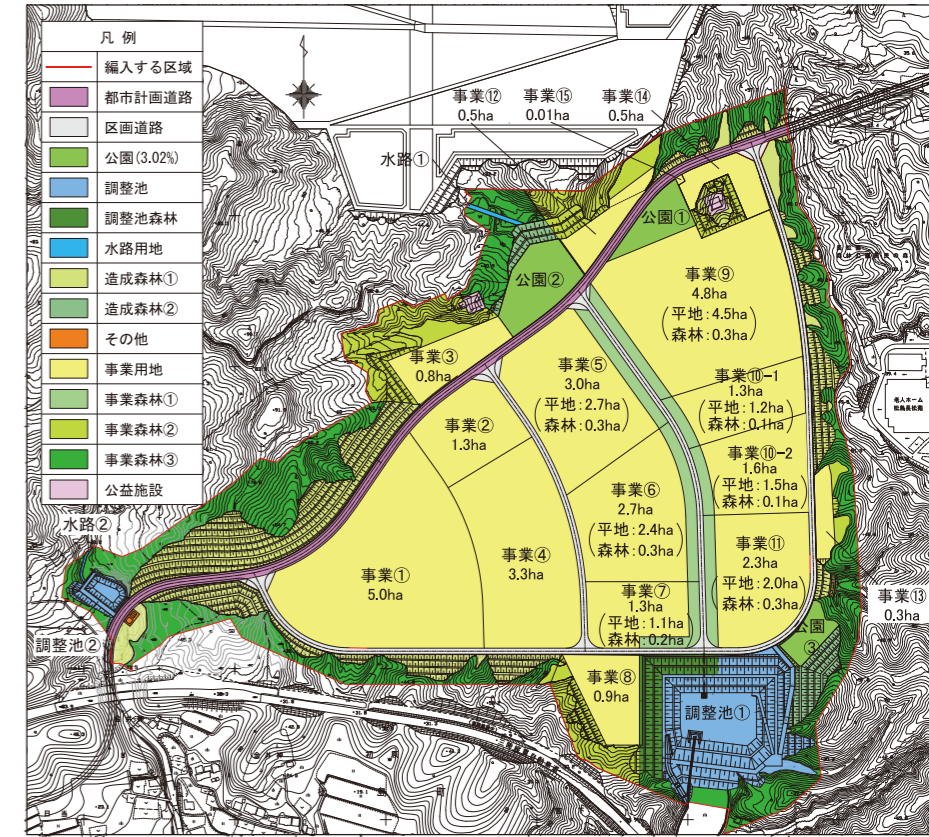 凡例
編入する区域
都市計画道路
区画道路
公園(3.02%)
調整池
調整池森林
水路用地
造成森林①
造成森林②
その他
事業用地
事業森林①
事業森林②
事業森林③
公益施設
事業⑫
0.5ha
事業⑮
0.01ha
事業⑭
0.5ha
水路①
公園①
公園②
事業⑨
4.8ha
(平地:4.5ha
森林:0.3ha)
事業③
0.8ha
事業⑤
3.0ha
(平地:2.7ha
森林:0.3ha)
事業⑩-1
1.3ha
(平地:1.2ha
森林:0.1ha)
事業②
1.3ha
事業⑩-2
1.6ha
(平地:1.5ha
森林:0.1ha)
事業⑥
2.7ha
(平地:2.4ha
森林:0.3ha)
水路②
事業④
3.3ha
事業⑪
2.3ha
(平地:2.0ha
森林:0.3ha)
事業①
5.0ha
事業⑦
1.3ha
(平地:1.1ha
森林:0.2ha)
事業⑬
0.3ha
公園
③
調整池②
事業⑧
0.9ha
調整池①
老人ホーム